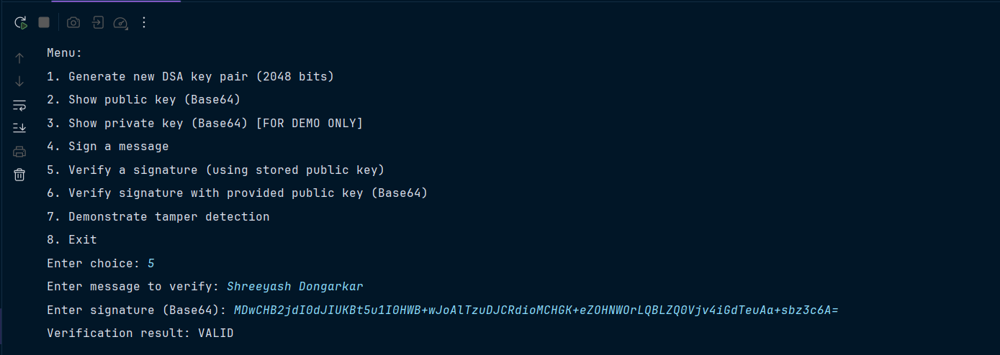 Menu:
1. Generate new DSA key pair (2048 bits)
2. Show public key (Base64)
3. Show private key (Base64) [FOR DEMO ONLY]
4. Sign a message
5. Verify a signature (using stored public key)
6. Verify signature with provided public key (Base64)
7. Demonstrate tamper detection
8. Exit
Enter choice: 5
Enter message to verify: Shreeyash Dongarkar
Enter signature (Base64): MDwCHB2jdI0dJIUKBt5u1I0HWB+wJoAlTzuDJCRdioMCHGK+eZOHNWOrLQBLZQ0Vjv4iGdTeuAa+sbz3c6A=
Verification result: VALID